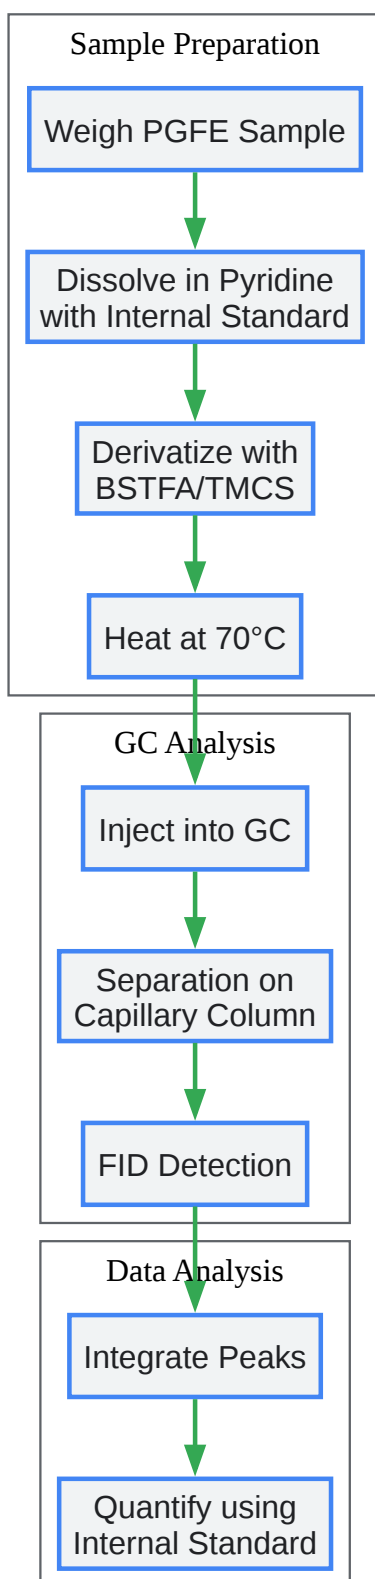 Sample Preparation
Weigh PGFE Sample
Dissolve in Pyridine
with Internal Standard
Derivatize with
BSTFA/TMCS
Heat at 70°C
GC Analysis
Inject into GC
Separation on
Capillary Column
FID Detection
Data Analysis
Integrate Peaks
Quantify using
Internal Standard